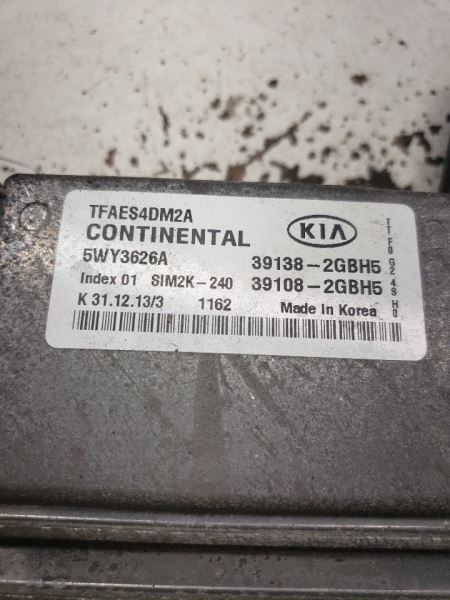 TFAES4DM2A
CONTINENTAL
KIA
5WY3626A
39138-2GBH5
Index 01 SIM2K-240
39108-2GBH5
K 31.12.13/3 1162
Made In Korea
TTF0G248H0